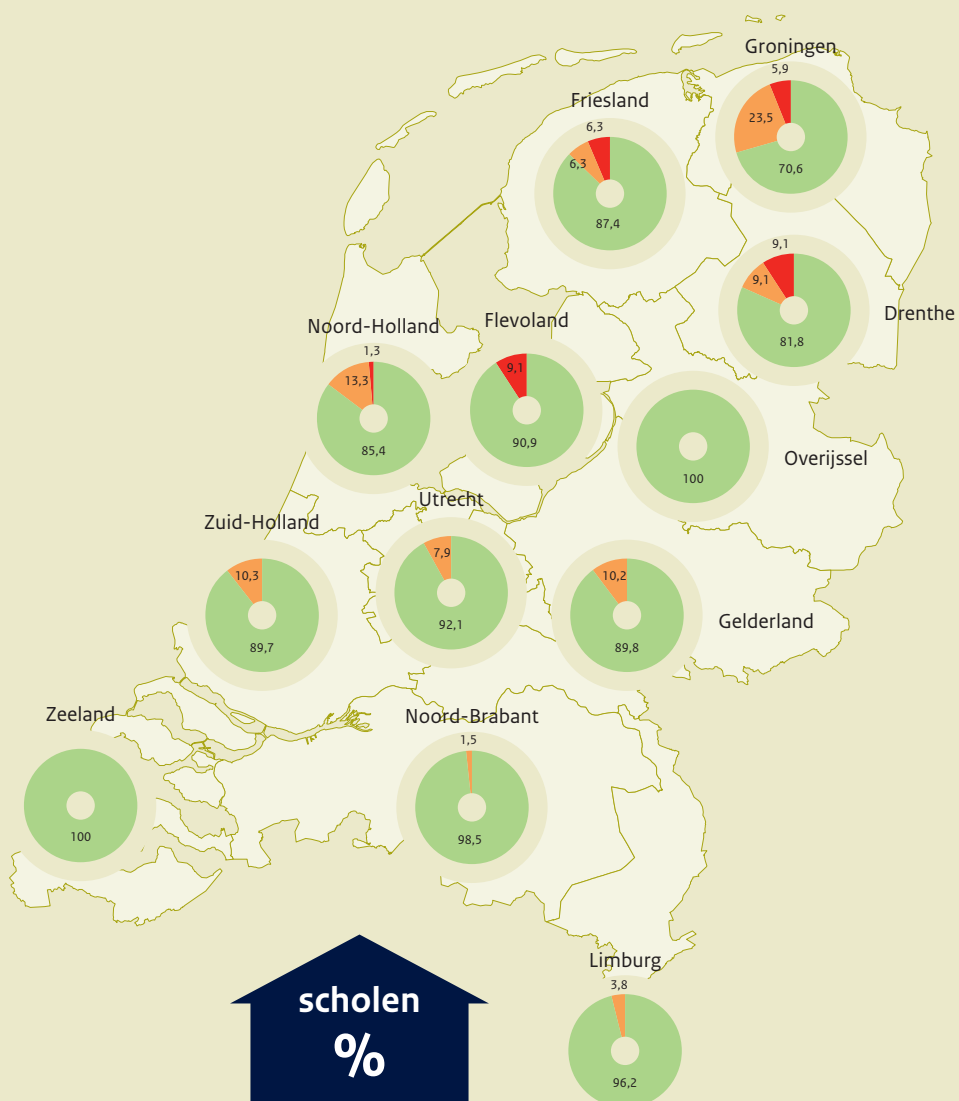 Groningen
5,9
23,5
70,6
Friesland
6,3
6,3
87,4
9,1
9,1
81,8
Drenthe
Noord-Holland
1,3
13,3
85,4
Flevoland
9,1
90,9
100
Overijssel
Utrecht
7,9
92,1
Zuid-Holland
10,3
89,7
10,2
89,8
Gelderland
Zeeland
100
Noord-Brabant
1,5
98,5
Limburg
3,8
96,2
scholen
%